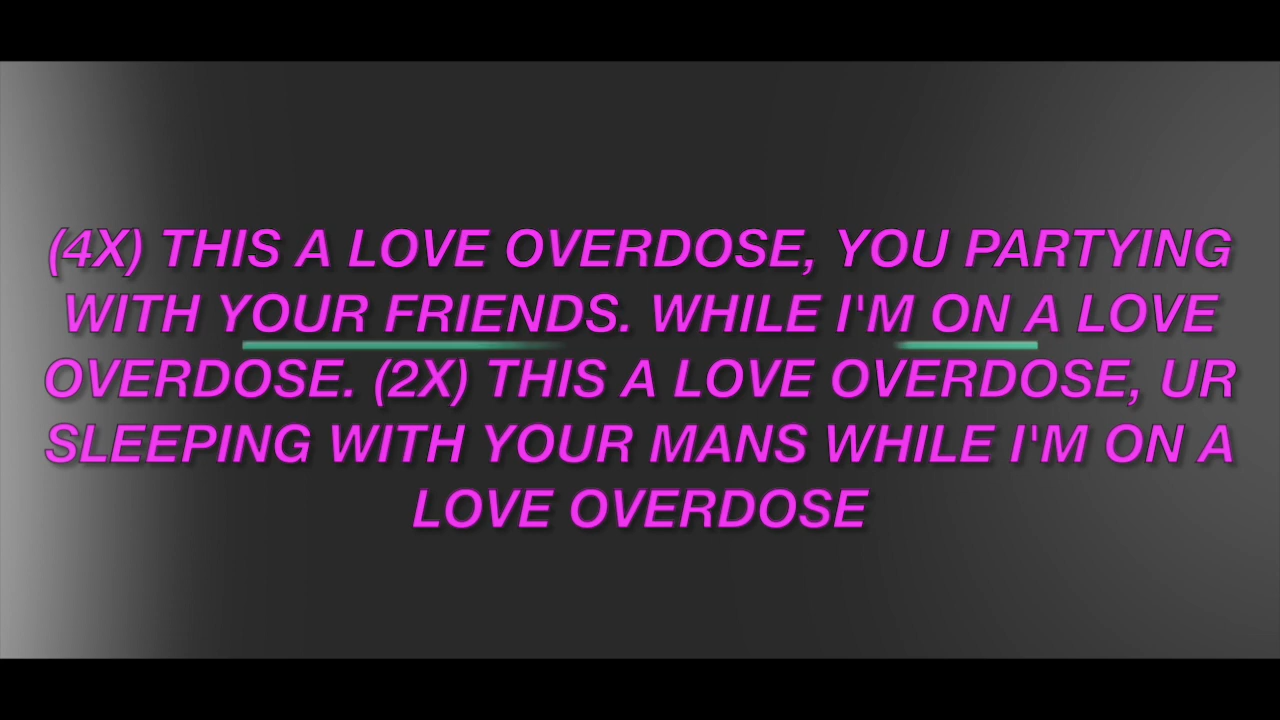 (4X) THIS A LOVE OVERDOSE, YOU PARTYING
WITH YOUR FRIENDS. WHILE I'M ON A LOVE
OVERDOSE. (2X) THIS A LOVE OVERDOSE, UR
SLEEPING WITH YOUR MANS WHILE I'M ON A
LOVE OVERDOSE